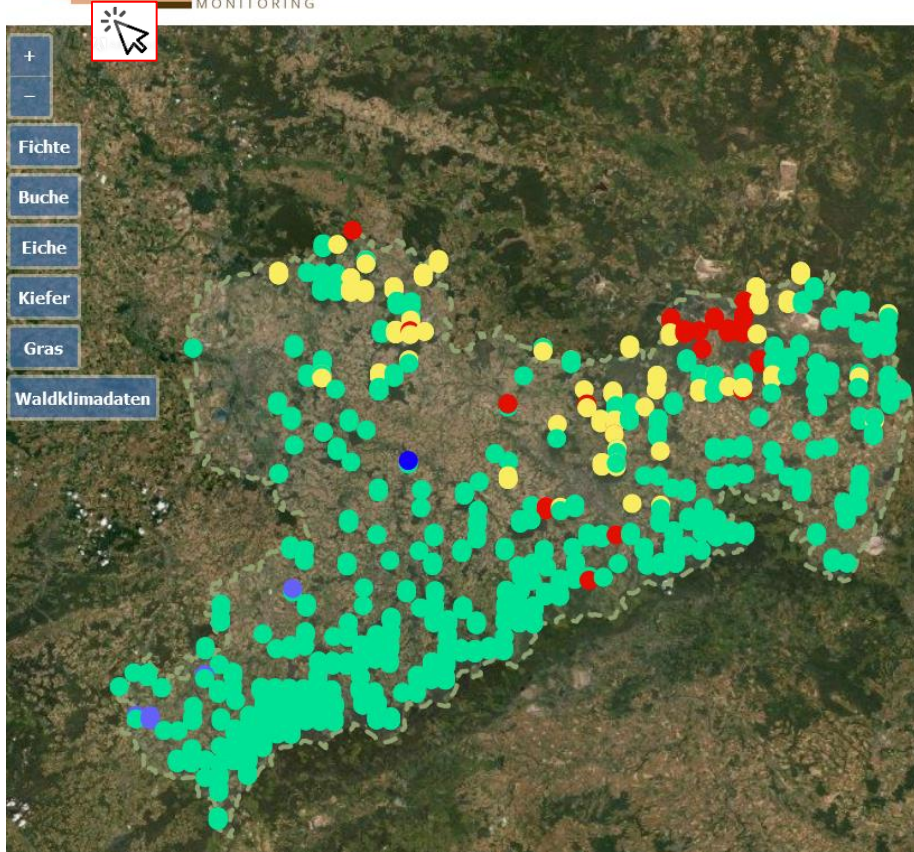 MONITORING
+
–
Fichte
Buche
Eiche
Kiefer
Gras
Waldklimadaten